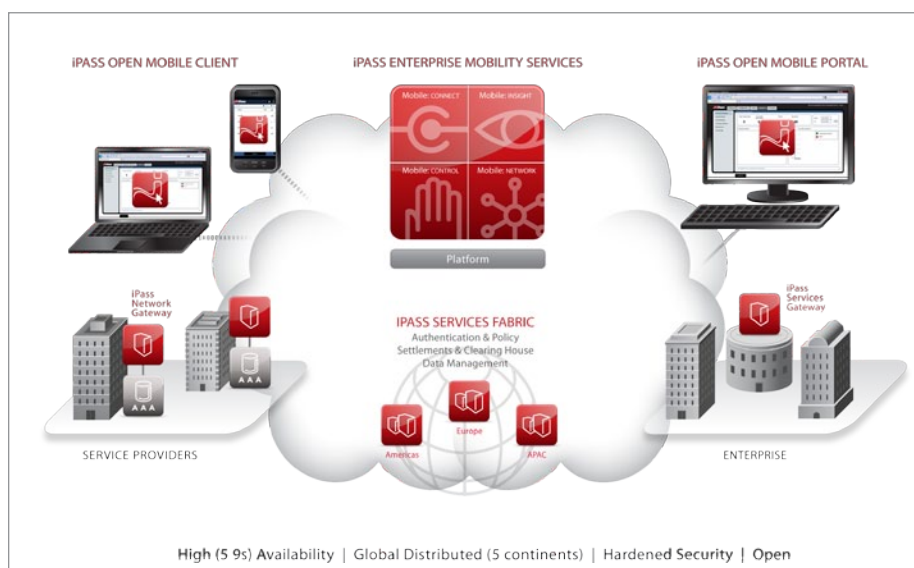 iPASS OPEN MOBILE CLIENT
iPASS ENTERPRISE MOBILITY SERVICES
iPASS OPEN MOBILE PORTAL
Mobile: CONNECT
Mobile: INSIGHT
Mobile: CONTROL
Mobile: NETWORK
Platform
iPass
Network
Gateway
AAA
AAA
SERVICE PROVIDERS
IPASS SERVICES FABRIC
Authentication & Policy
Settlements & Clearing House
Data Management
Americas
Europe
APAC
iPass
Services
Gateway
ENTERPRISE
High (5 9s) Availability | Global Distributed (5 continents) | Hardened Security | Open